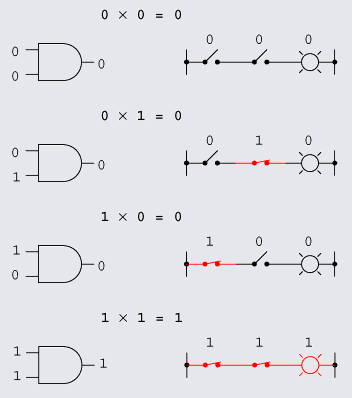 0 × 0 = 0
0 0 0
0 0
0
0 × 1 = 0
0 1 0
0 0
1
1 × 0 = 0
1 0 0
1 0
0
1 × 1 = 1
1 1 1
1 1
1